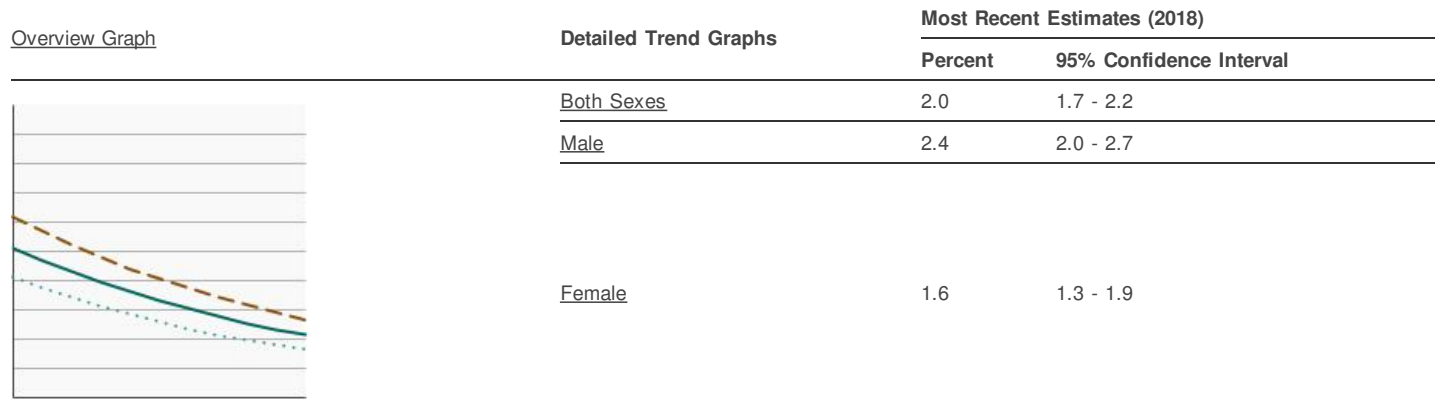 Overview Graph Detailed Trend Graphs Most Recent Estimates (2018)
Percent 95% Confidence Interval
Both Sexes 2.0 1.7 - 2.2
Male 2.4 2.0 - 2.7
Female 1.6 1.3 - 1.9